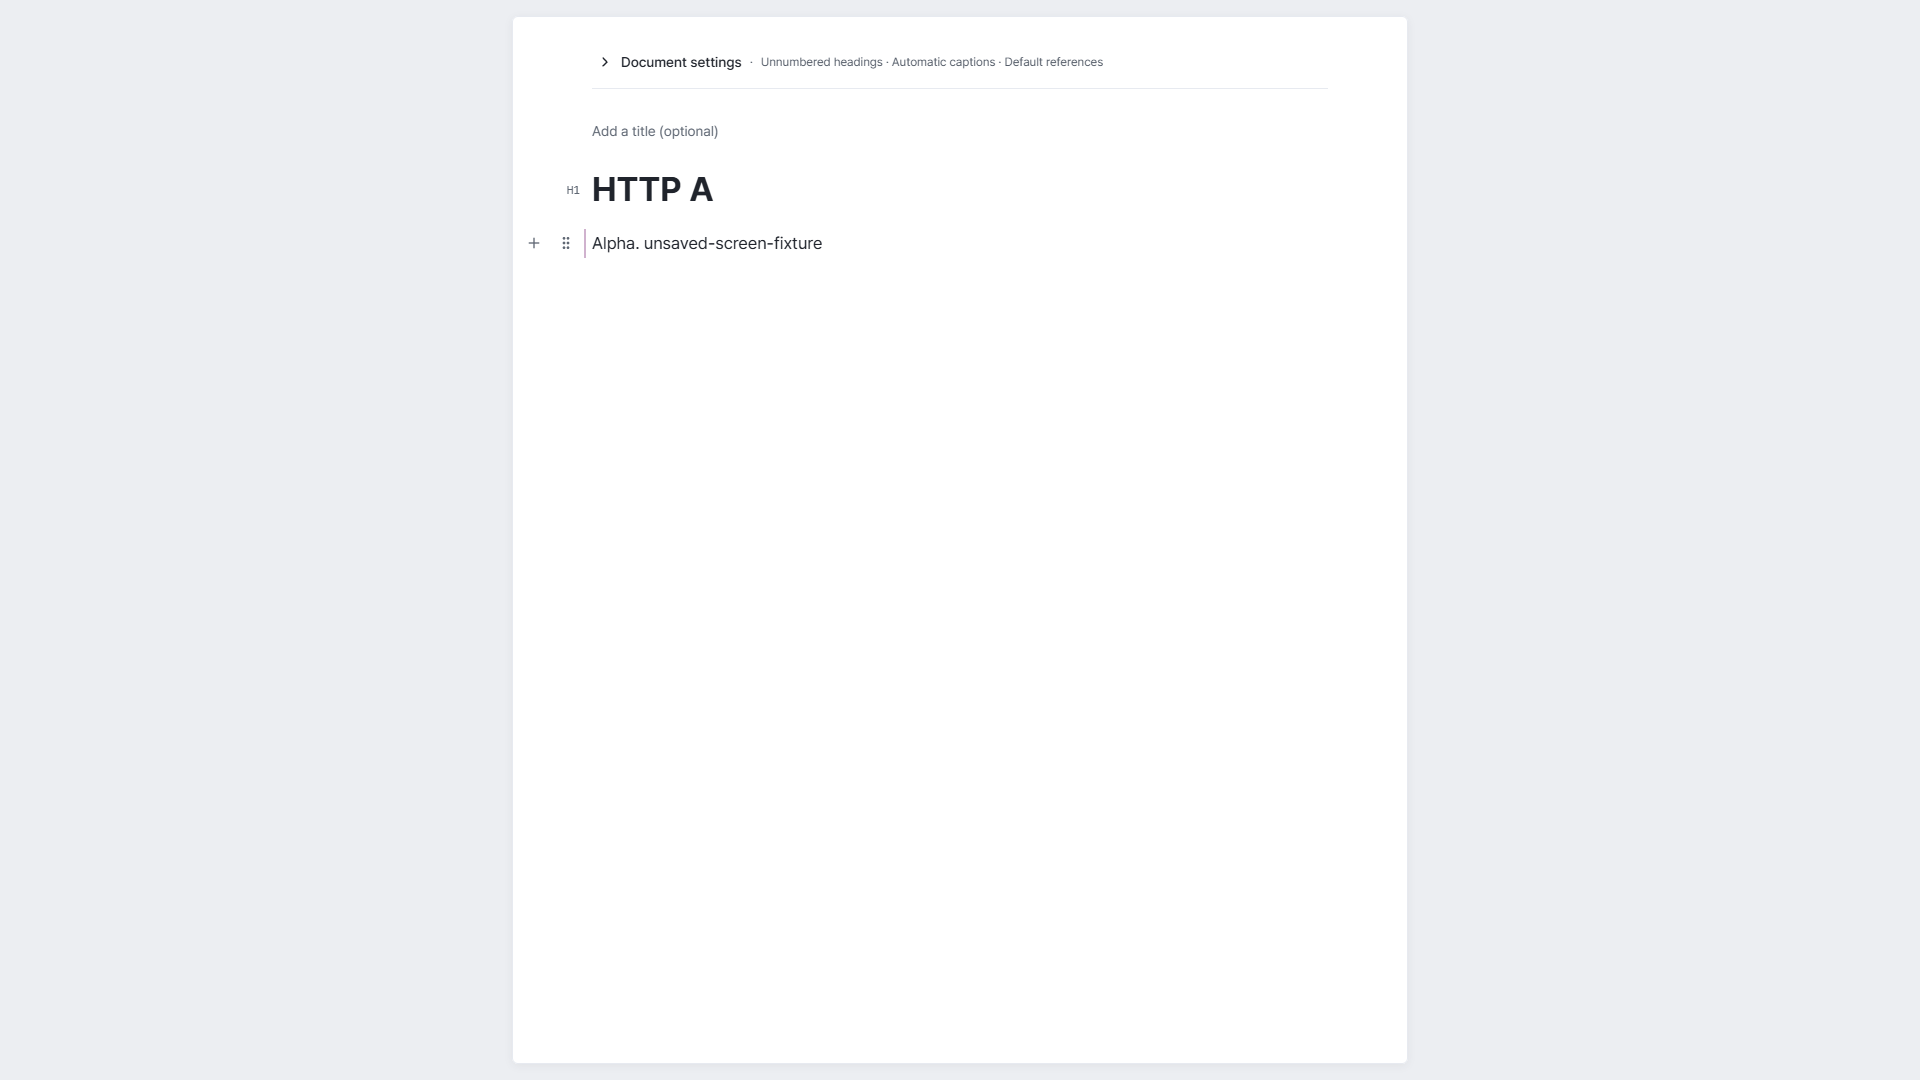 Document settings · Unnumbered headings · Automatic captions · Default references
Add a title (optional)
H1 HTTP A
Alpha. unsaved-screen-fixture